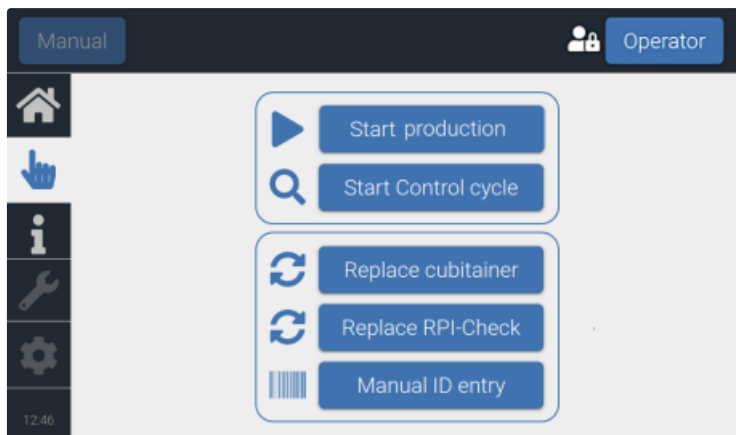 Manual
Operator
Start production
Start Control cycle
Replace cubitainer
Replace RPI-Check
Manual ID entry
12:46